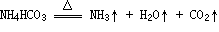 NH4HCO3 ══△══ NH₃↑ + H₂O↑ + CO₂↑